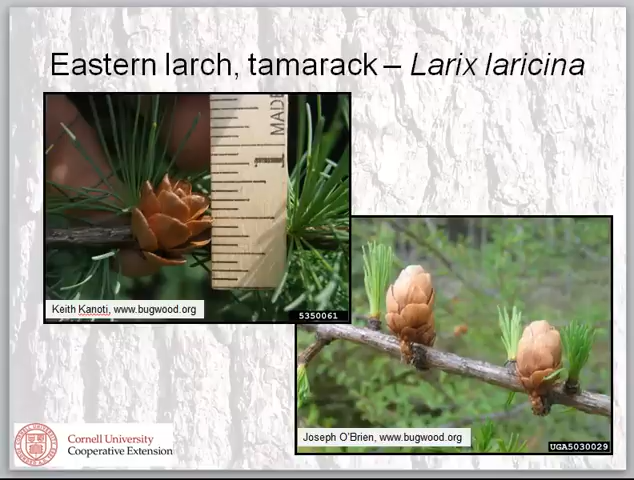 Eastern larch, tamarack – Larix laricina
MADE
1
Keith Kanoti, www.bugwood.org
5350061
Joseph O'Brien, www.bugwood.org
UGA5030029
Cornell University
Cooperative Extension